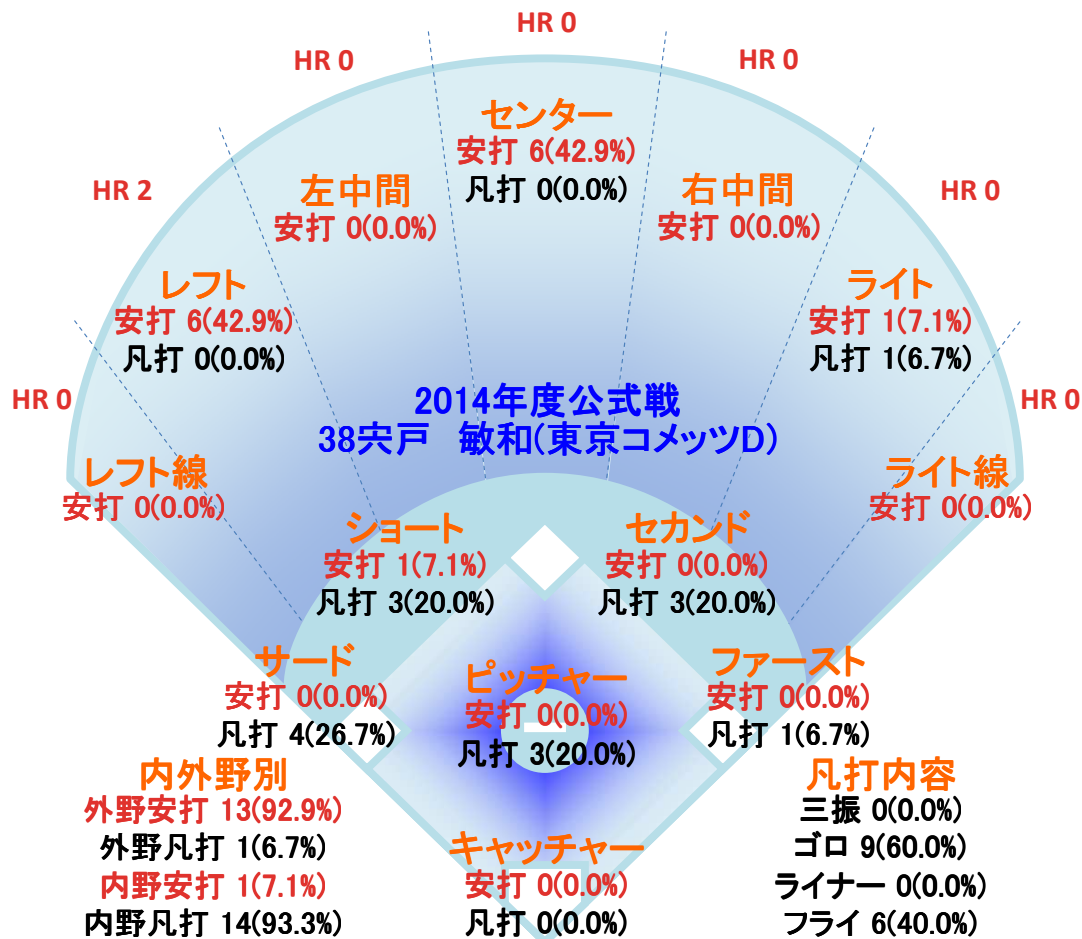 HR 0
HR 0
HR 0
HR 2
HR 0
HR 0
HR 0
センター
安打 6(42.9%)
凡打 0(0.0%)
左中間
安打 0(0.0%)
右中間
安打 0(0.0%)
レフト
安打 6(42.9%)
凡打 0(0.0%)
ライト
安打 1(7.1%)
凡打 1(6.7%)
2014年度公式戦
38宍戸　敏和(東京コメッツD)
レフト線
安打 0(0.0%)
ライト線
安打 0(0.0%)
ショート
安打 1(7.1%)
凡打 3(20.0%)
セカンド
安打 0(0.0%)
凡打 3(20.0%)
サード
安打 0(0.0%)
凡打 4(26.7%)
ピッチャー
安打 0(0.0%)
凡打 3(20.0%)
ファースト
安打 0(0.0%)
凡打 1(6.7%)
内外野別
外野安打 13(92.9%)
外野凡打 1(6.7%)
内野安打 1(7.1%)
内野凡打 14(93.3%)
キャッチャー
安打 0(0.0%)
凡打 0(0.0%)
凡打内容
三振 0(0.0%)
ゴロ 9(60.0%)
ライナー 0(0.0%)
フライ 6(40.0%)